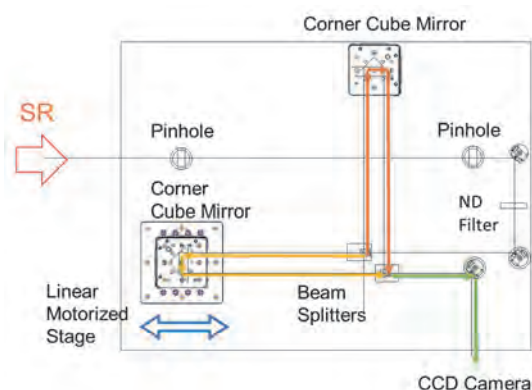 Corner Cube Mirror
SR
Pinhole
Pinhole
Corner
Cube Mirror
ND
Filter
Linear
Motorized
Stage
Beam
Splitters
CCD Camera